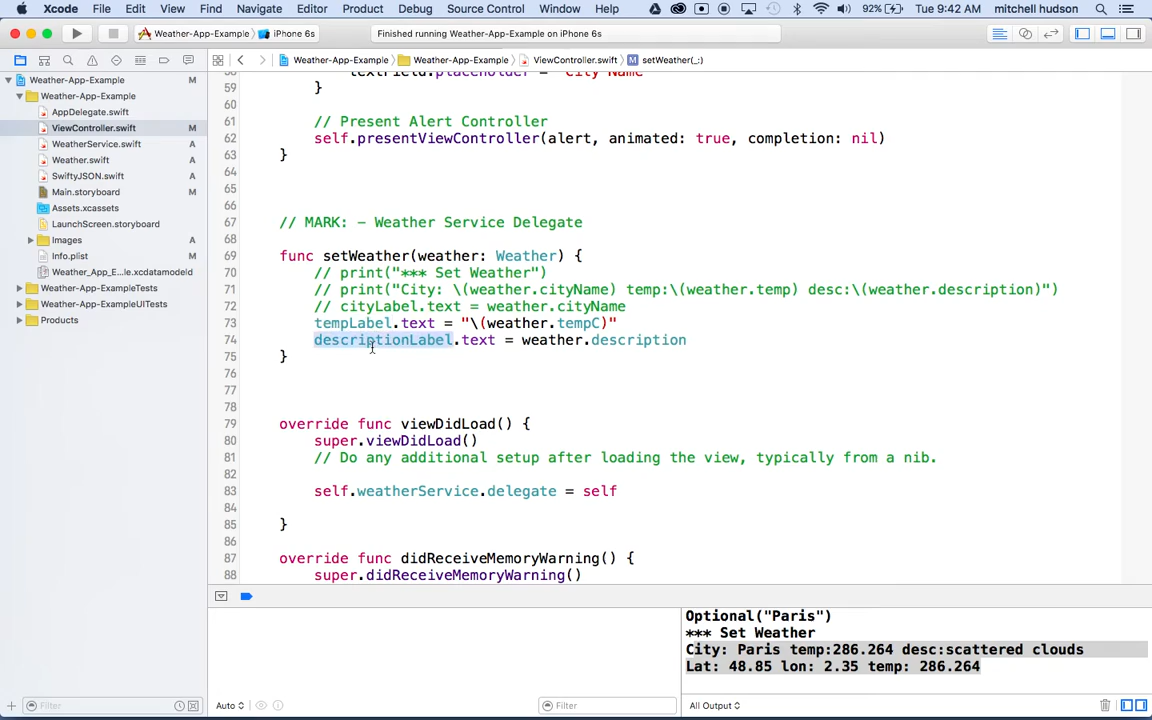 Xcode File Edit View Find Navigate Editor Product Debug Source Control Window Help 92% Tue 9:42 AM mitchell hudson
Weather-App-Example iPhone 6s Finished running Weather-App-Example on iPhone 6s
Weather-App-Example Weather-App-Example ViewController.swift setWeather(_:)
Weather-App-Example M
Weather-App-Example
AppDelegate.swift
ViewController.swift M
WeatherService.swift A
Weather.swift A
SwiftyJSON.swift A
Main.storyboard M
Assets.xcassets
LaunchScreen.storyboard
Images A
Info.plist M
Weather_App_E...le.xcdatamodeld
Weather-App-ExampleTests
Weather-App-ExampleUITests
Products
58 textField.placeholder = "City Name"
59 }
60
61 // Present Alert Controller
62 self.presentViewController(alert, animated: true, completion: nil)
63 }
64
65
66
67 // MARK: - Weather Service Delegate
68
69 func setWeather(weather: Weather) {
70 // print("*** Set Weather")
71 // print("City: \(weather.cityName) temp:\(weather.temp) desc:\(weather.description)")
72 // cityLabel.text = weather.cityName
73 tempLabel.text = "\(weather.tempC)"
74 descriptionLabel.text = weather.description
75 }
76
77
78
79 override func viewDidLoad() {
80 super.viewDidLoad()
81 // Do any additional setup after loading the view, typically from a nib.
82
83 self.weatherService.delegate = self
84
85 }
86
87 override func didReceiveMemoryWarning() {
88 super.didReceiveMemoryWarning()
Optional("Paris")
*** Set Weather
City: Paris temp:286.264 desc:scattered clouds
Lat: 48.85 lon: 2.35 temp: 286.264
Filter Auto Filter All Output